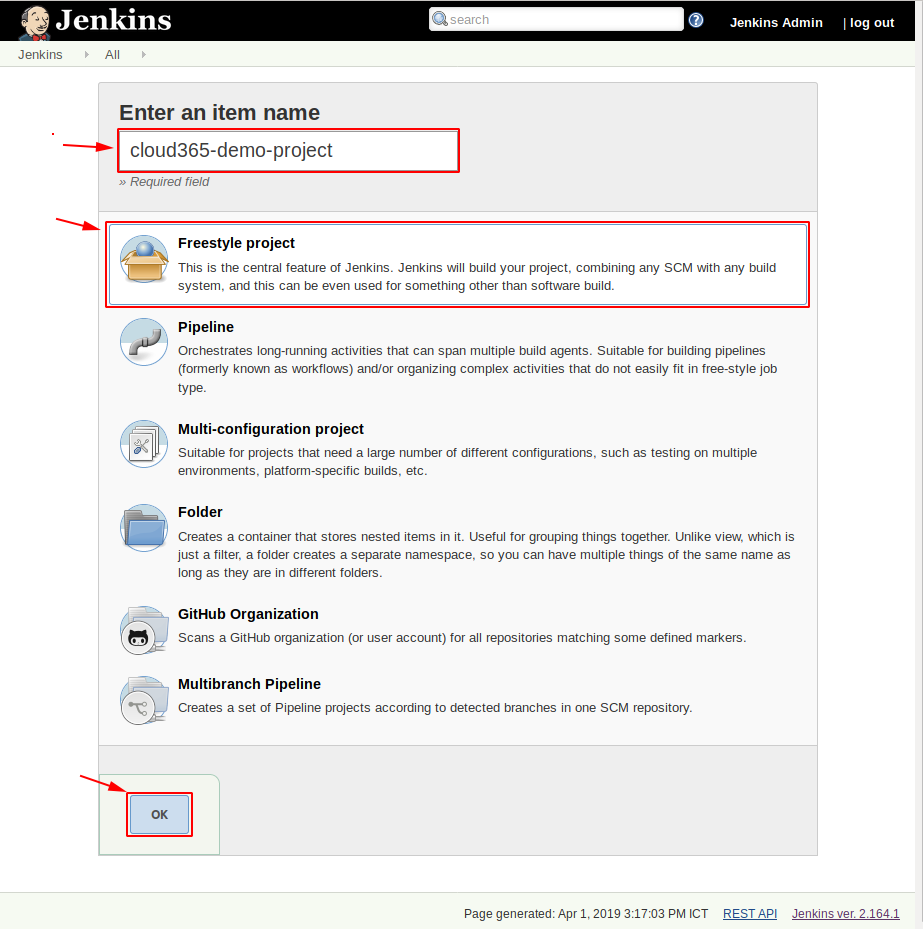 Jenkins
search
Jenkins Admin | log out
Jenkins All
Enter an item name
cloud365-demo-project
» Required field
Freestyle project
This is the central feature of Jenkins. Jenkins will build your project, combining any SCM with any build
system, and this can be even used for something other than software build.
Pipeline
Orchestrates long-running activities that can span multiple build agents. Suitable for building pipelines
(formerly known as workflows) and/or organizing complex activities that do not easily fit in free-style job
type.
Multi-configuration project
Suitable for projects that need a large number of different configurations, such as testing on multiple
environments, platform-specific builds, etc.
Folder
Creates a container that stores nested items in it. Useful for grouping things together. Unlike view, which is
just a filter, a folder creates a separate namespace, so you can have multiple things of the same name as
long as they are in different folders.
GitHub Organization
Scans a GitHub organization (or user account) for all repositories matching some defined markers.
Multibranch Pipeline
Creates a set of Pipeline projects according to detected branches in one SCM repository.
OK
Page generated: Apr 1, 2019 3:17:03 PM ICT REST API Jenkins ver. 2.164.1